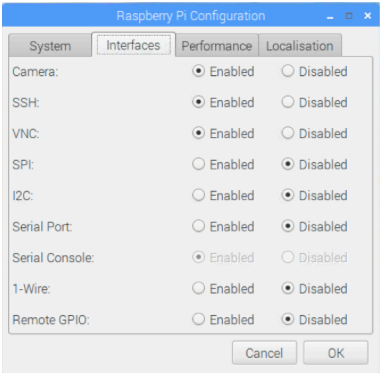 Raspberry Pi Configuration
System Interfaces Performance Localisation
Camera: Enabled Disabled
SSH: Enabled Disabled
VNC: Enabled Disabled
SPI: Enabled Disabled
I2C: Enabled Disabled
Serial Port: Enabled Disabled
Serial Console: Enabled Disabled
1-Wire: Enabled Disabled
Remote GPIO: Enabled Disabled
Cancel OK